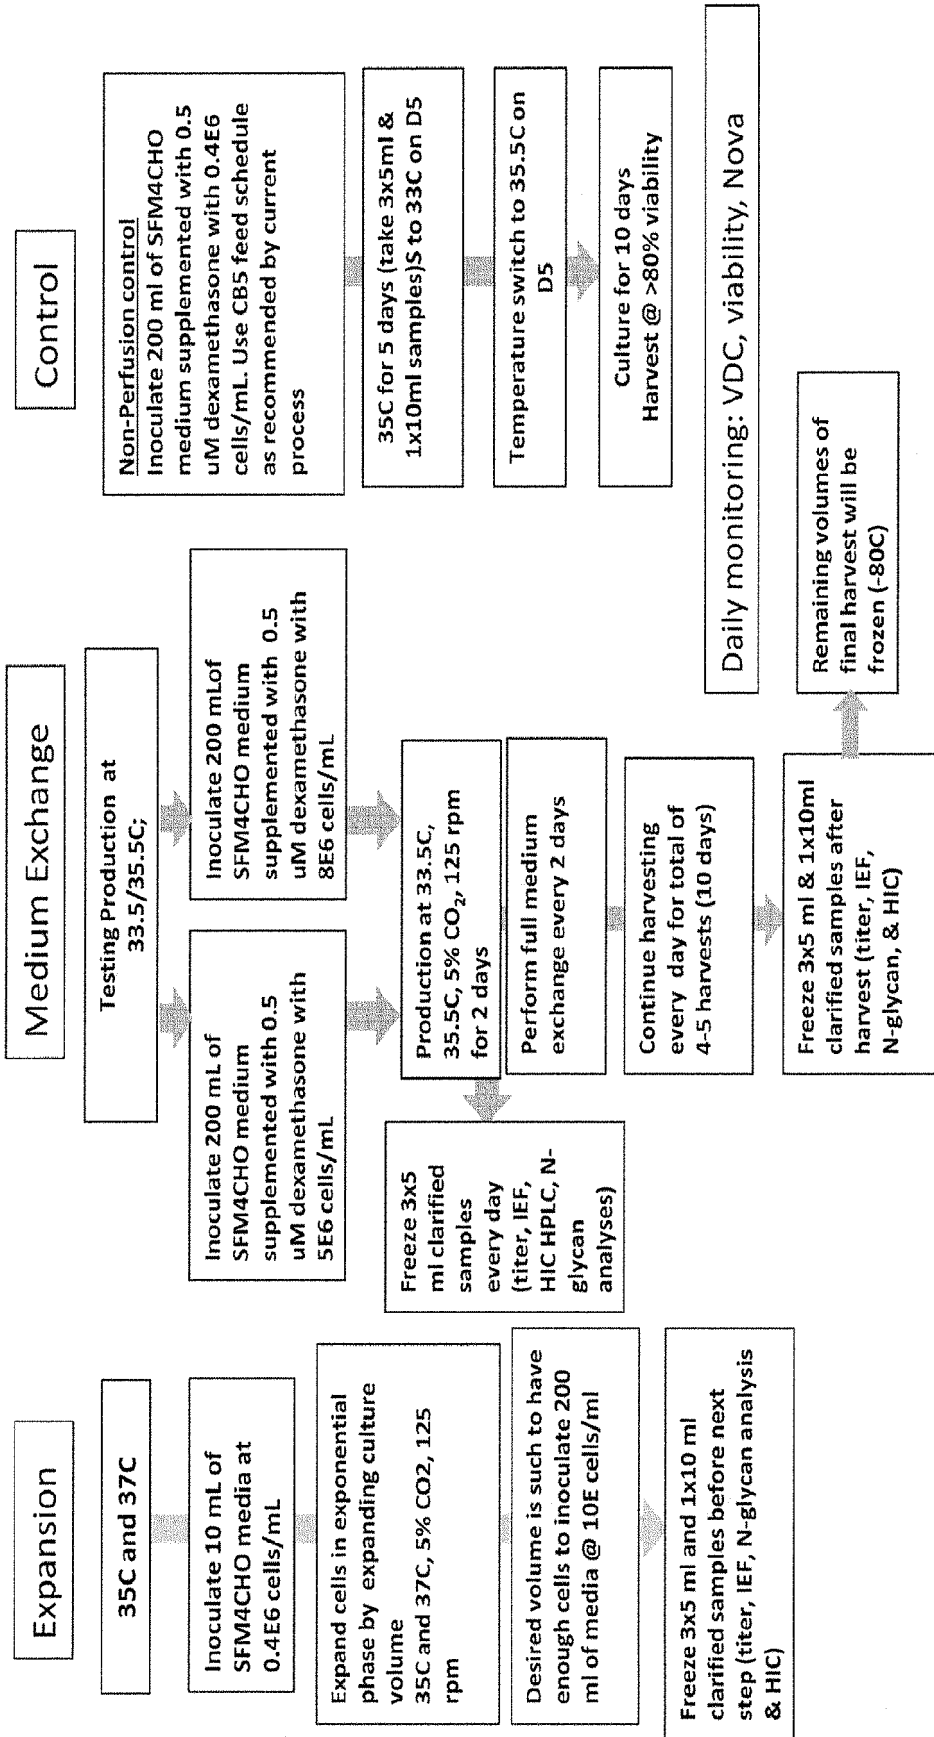 Expansion
35C and 37C
Inoculate 10 mL of
SFM4CHO media at
0.4E6 cells/mL
Expand cells in exponential
phase by expanding culture
volume
35C and 37C, 5% CO2, 125
rpm
Desired volume is such to have
enough cells to inoculate 200
ml of media @ 10E cells/ml
Freeze 3x5 ml and 1x10 ml
clarified samples before next
step (titer, IEF, N-glycan analysis
& HIC)
Medium Exchange
Testing Production at
33.5/35.5C;
Inoculate 200 mL of
SFM4CHO medium
supplemented with 0.5
uM dexamethasone with
5E6 cells/mL
Inoculate 200 mLof
SFM4CHO medium
supplemented with 0.5
uM dexamethasone with
8E6 cells/mL
Production at 33.5C,
35.5C, 5% CO₂, 125 rpm
for 2 days
Freeze 3x5
ml clarified
samples
every day
(titer, IEF,
HIC HPLC, N-
glycan
analyses)
Perform full medium
exchange every 2 days
Continue harvesting
every day for total of
4-5 harvests (10 days)
Freeze 3x5 ml & 1x10ml
clarified samples after
harvest (titer, IEF,
N-glycan, & HIC)
Remaining volumes of
final harvest will be
frozen (-80C)
Control
Non-Perfusion control
Inoculate 200 ml of SFM4CHO
medium supplemented with 0.5
uM dexamethasone with 0.4E6
cells/mL. Use CB5 feed schedule
as recommended by current
process
35C for 5 days (take 3x5ml &
1x10ml samples)S to 33C on D5
Temperature switch to 35.5C on
D5
Culture for 10 days
Harvest @ >80% viability
Daily monitoring: VDC, viability, Nova